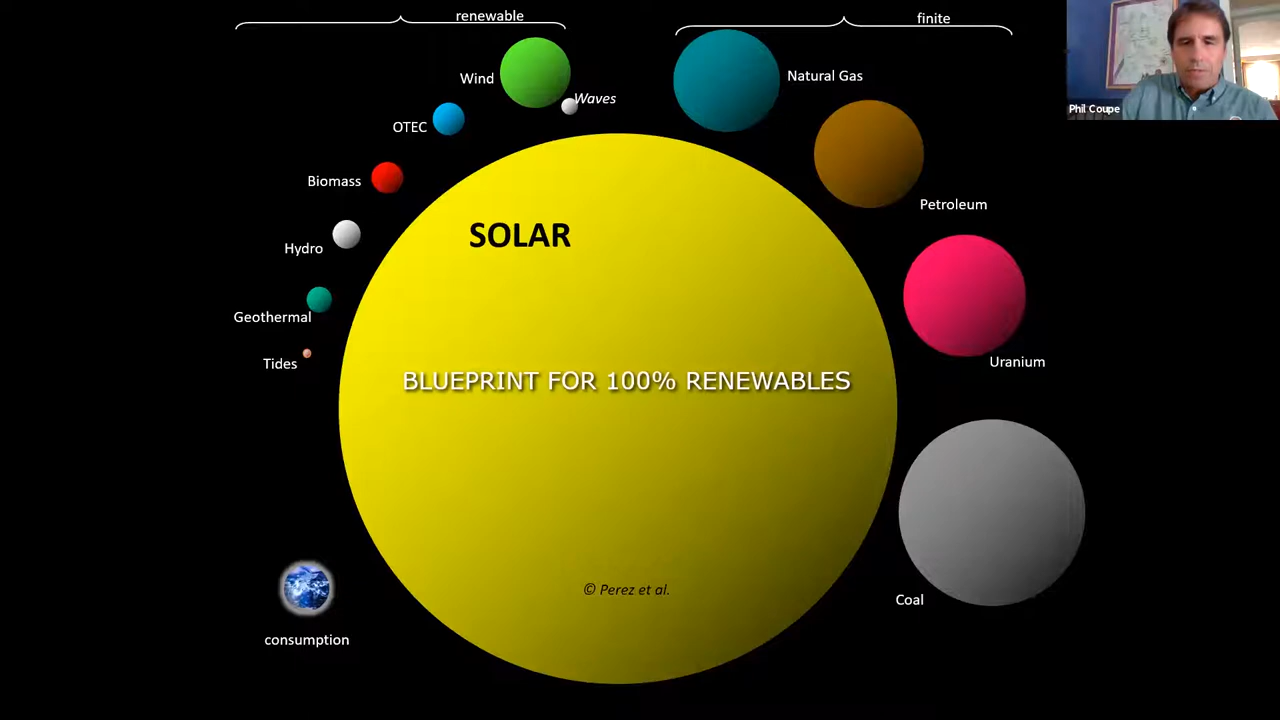 renewable
finite
Phil Coupe
Wind
Waves
Natural Gas
OTEC
Biomass
Petroleum
SOLAR
Hydro
Geothermal
Tides
Uranium
BLUEPRINT FOR 100% RENEWABLES
© Perez et al.
Coal
consumption